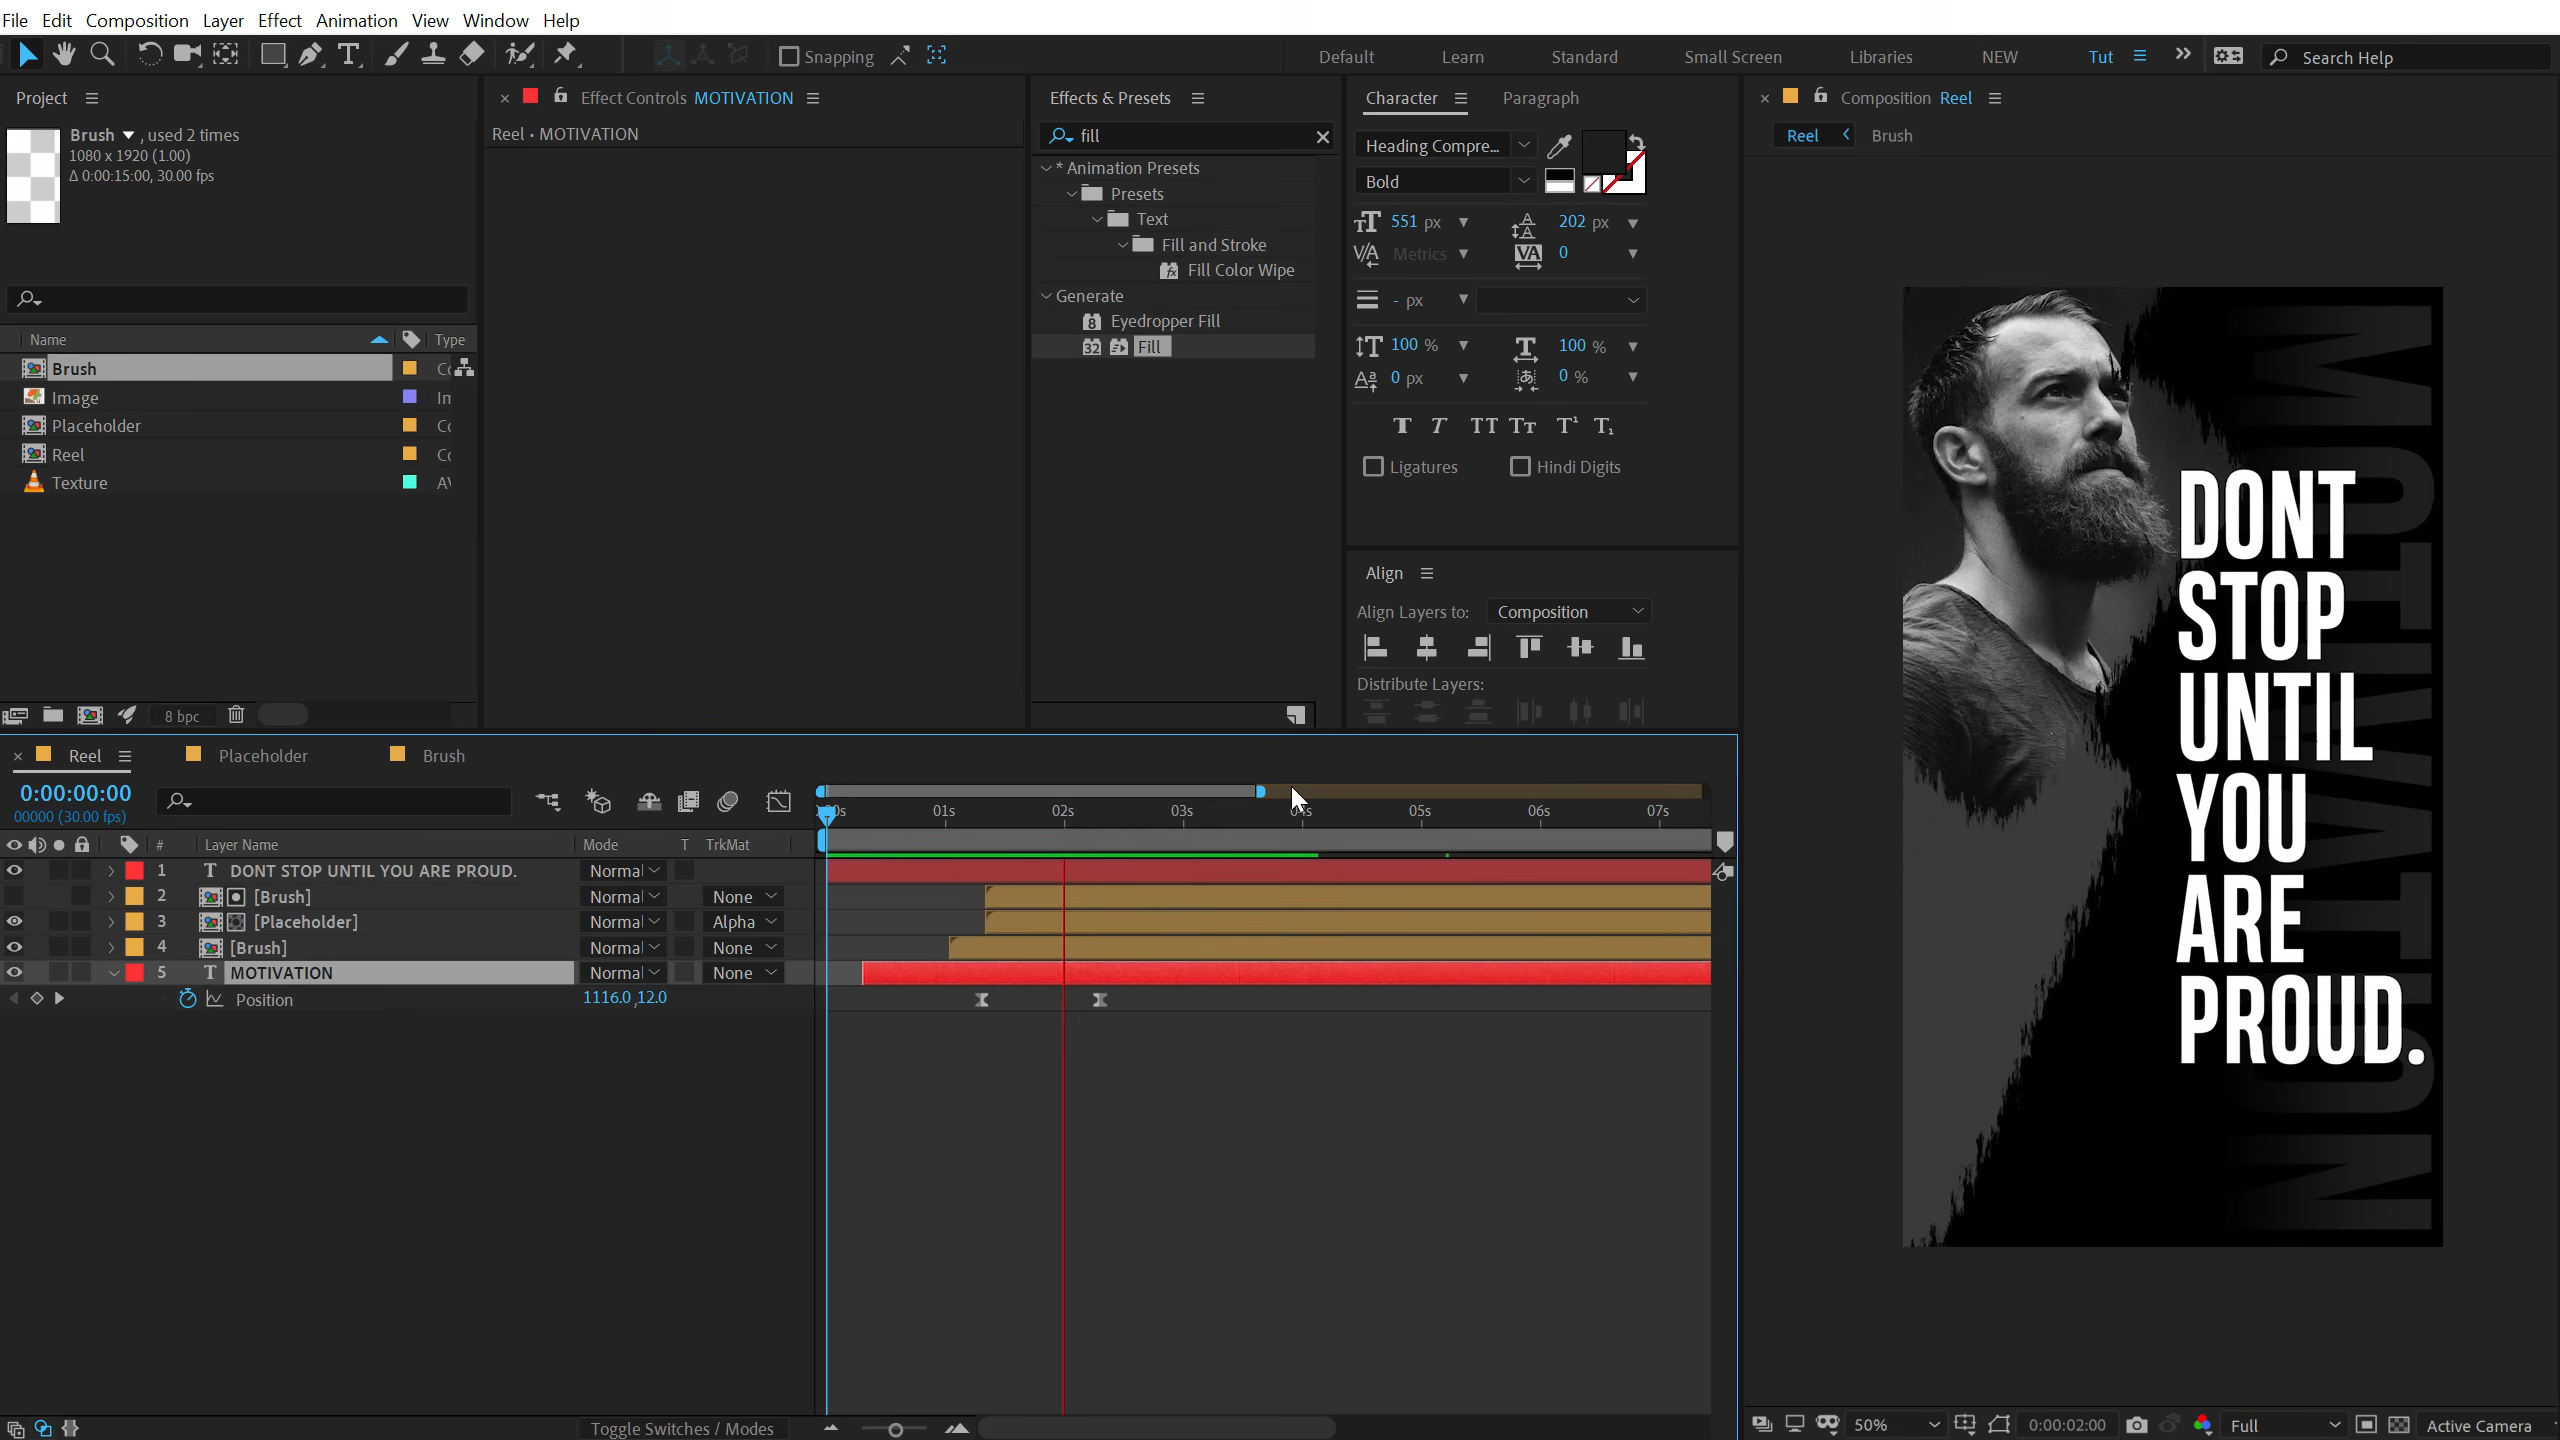 File Edit Composition Layer Effect Animation View Window Help
Snapping
Default Learn Standard Small Screen Libraries NEW Tut
Search Help
Project
Brush , used 2 times
1080 x 1920 (1.00)
Δ 0:00:15:00, 30.00 fps
Name Type
Brush
Image
Placeholder
Reel
Texture
8 bpc
Effect Controls MOTIVATION
Reel • MOTIVATION
Effects & Presets
fill
* Animation Presets
Presets
Text
Fill and Stroke
Fill Color Wipe
Generate
8 Eyedropper Fill
32 Fill
Character Paragraph
Heading Compre...
Bold
551 px 202 px
Metrics 0
- px
100 % 100 %
0 px 0 %
Ligatures Hindi Digits
Align
Align Layers to: Composition
Distribute Layers:
Composition Reel
Reel Brush
MOTIVATION
DONT
STOP
UNTIL
YOU
ARE
PROUD.
50% 0:00:02:00 Full Active Camera
Reel Placeholder Brush
0:00:00:00
00000 (30.00 fps)
01s 02s 03s 04s 05s 06s 07s
# Layer Name Mode T TrkMat
1 DONT STOP UNTIL YOU ARE PROUD. Normal
2 [Brush] Normal None
3 [Placeholder] Normal Alpha
4 [Brush] Normal None
5 MOTIVATION Normal None
Position 1116.0,12.0
Toggle Switches / Modes